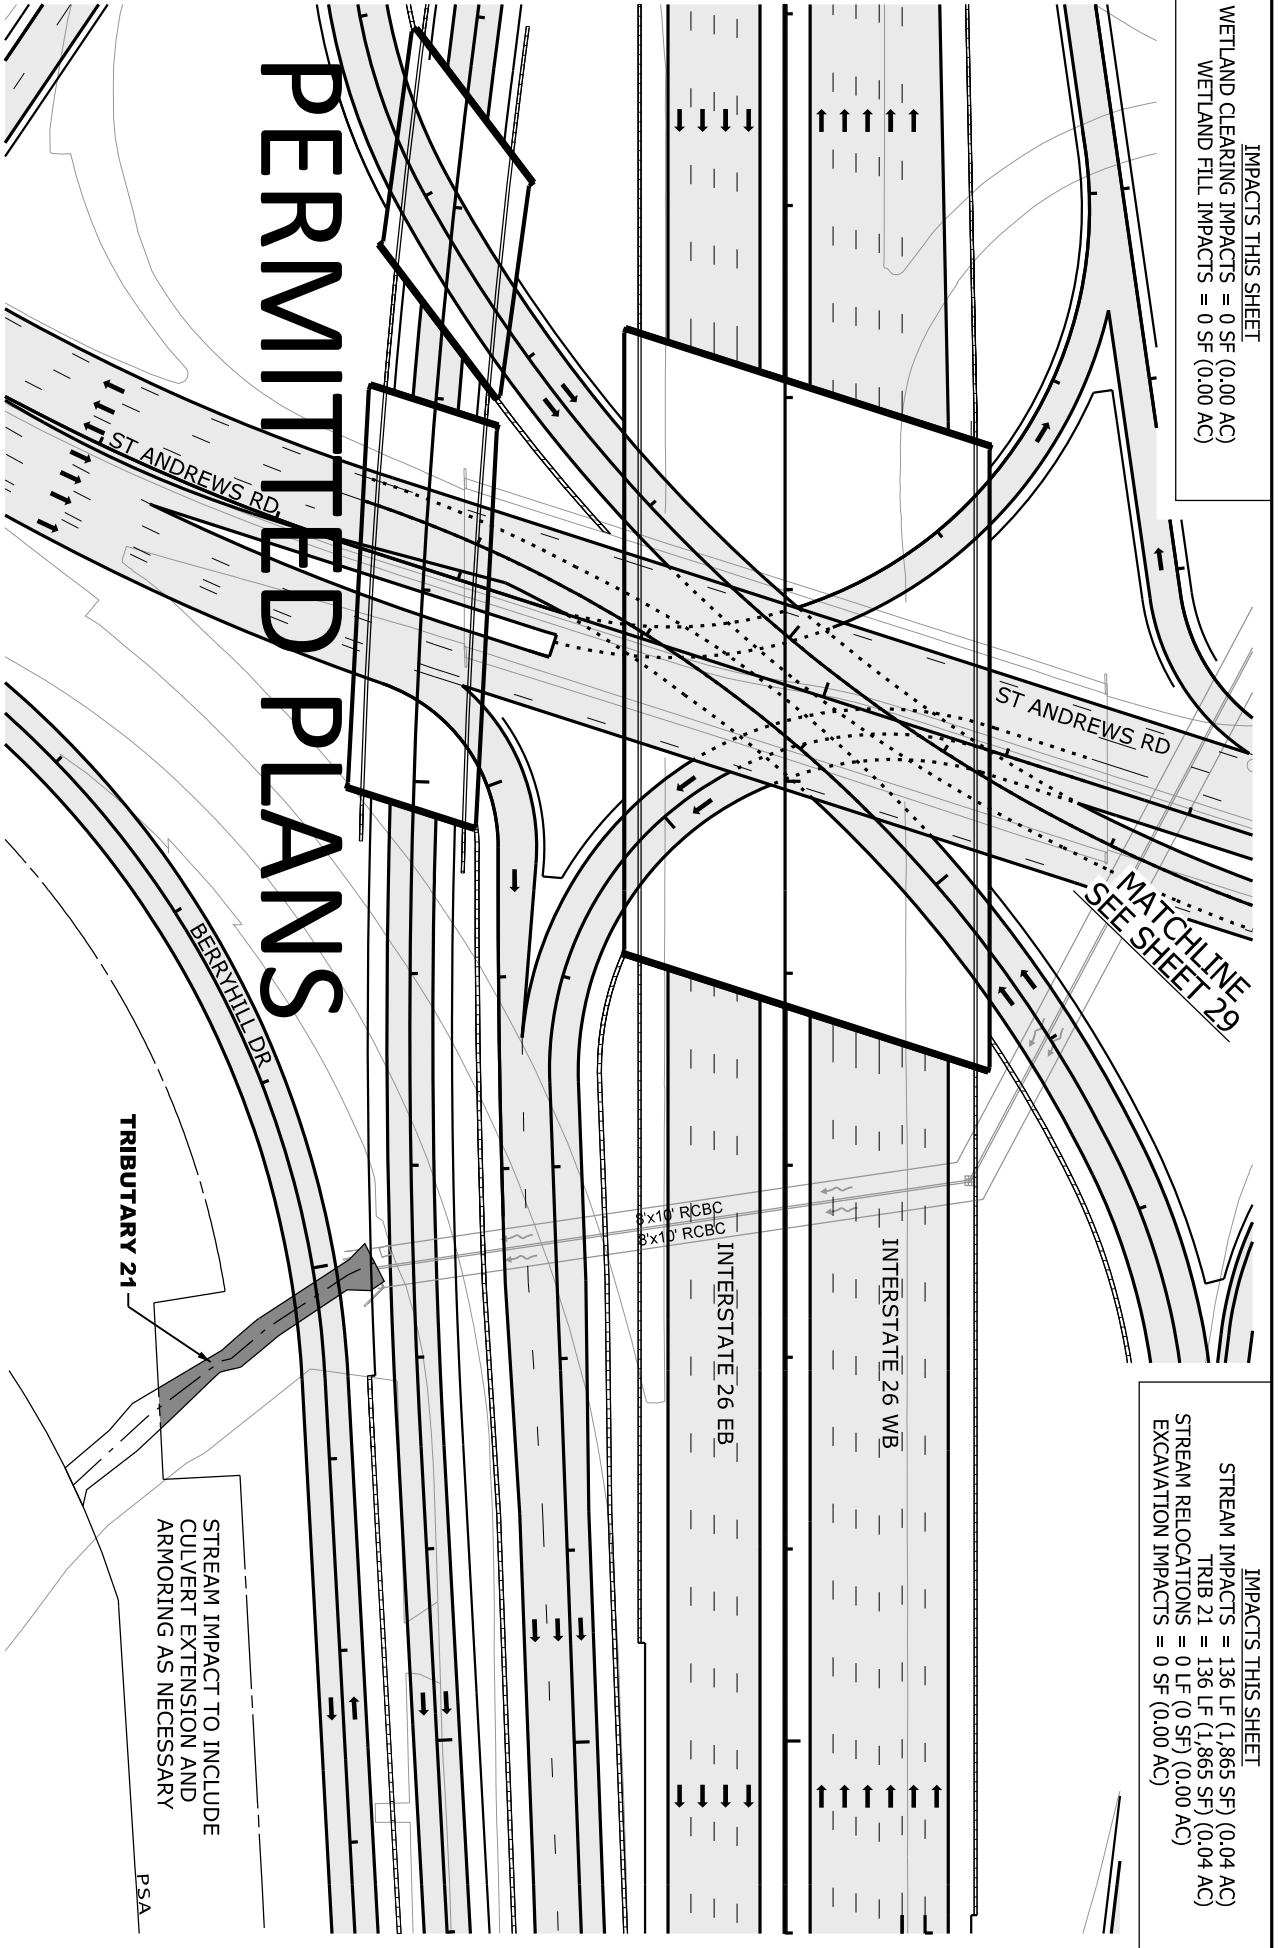 IMPACTS THIS SHEET
WETLAND CLEARING IMPACTS = 0 SF (0.00 AC)
WETLAND FILL IMPACTS = 0 SF (0.00 AC)
IMPACTS THIS SHEET
STREAM IMPACTS = 136 LF (1,865 SF) (0.04 AC)
TRIB 21 = 136 LF (1,865 SF) (0.04 AC)
STREAM RELOCATIONS = 0 LF (0 SF) (0.00 AC)
EXCAVATION IMPACTS = 0 SF (0.00 AC)
MATCHLINE
SEE SHEET 29
ST ANDREWS RD
INTERSTATE 26 WB
INTERSTATE 26 EB
8'x10' RCBC
8'x10' RCBC
ST ANDREWS RD
PERMITTED PLANS
BERRYHILL DR
TRIBUTARY 21
STREAM IMPACT TO INCLUDE
CULVERT EXTENSION AND
ARMORING AS NECESSARY
PSA